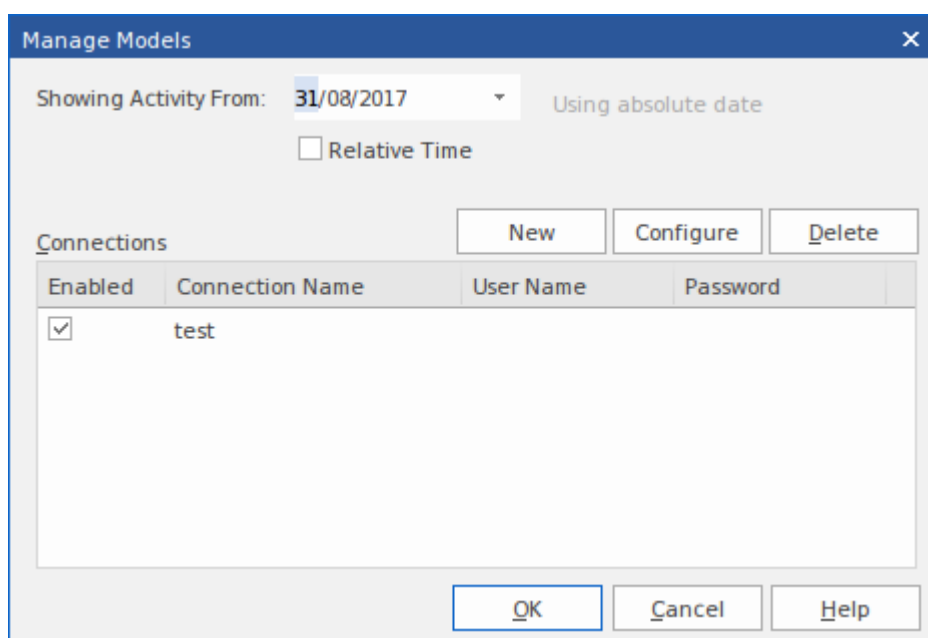 Manage Models
Showing Activity From: 31/08/2017 Using absolute date
Relative Time
New Configure Delete
Connections
Enabled Connection Name User Name Password
test
OK Cancel Help